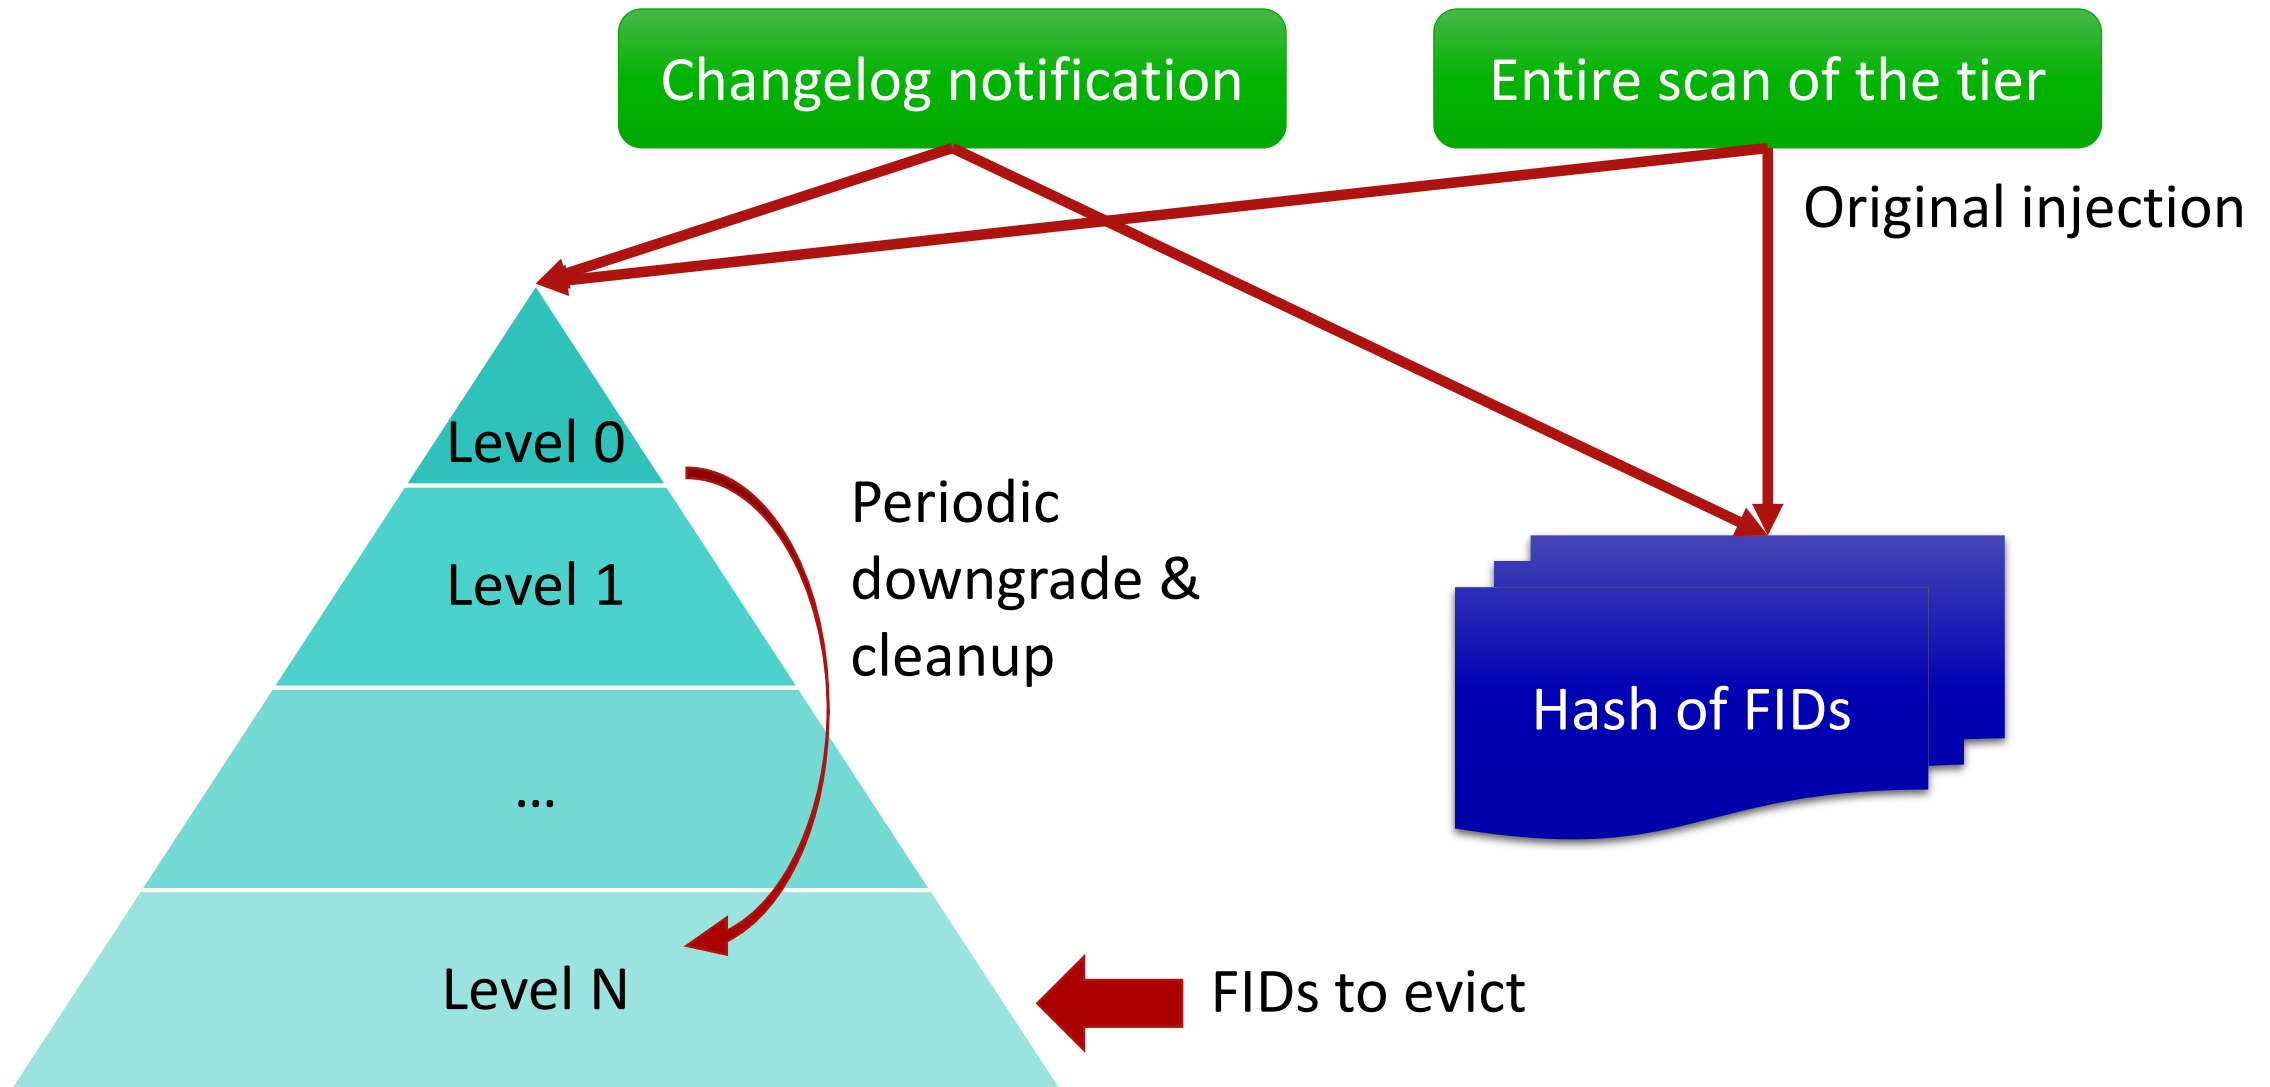 Changelog notification
Entire scan of the tier
Original injection
Level 0
Level 1
...
Level N
Periodic
downgrade &
cleanup
Hash of FIDs
FIDs to evict